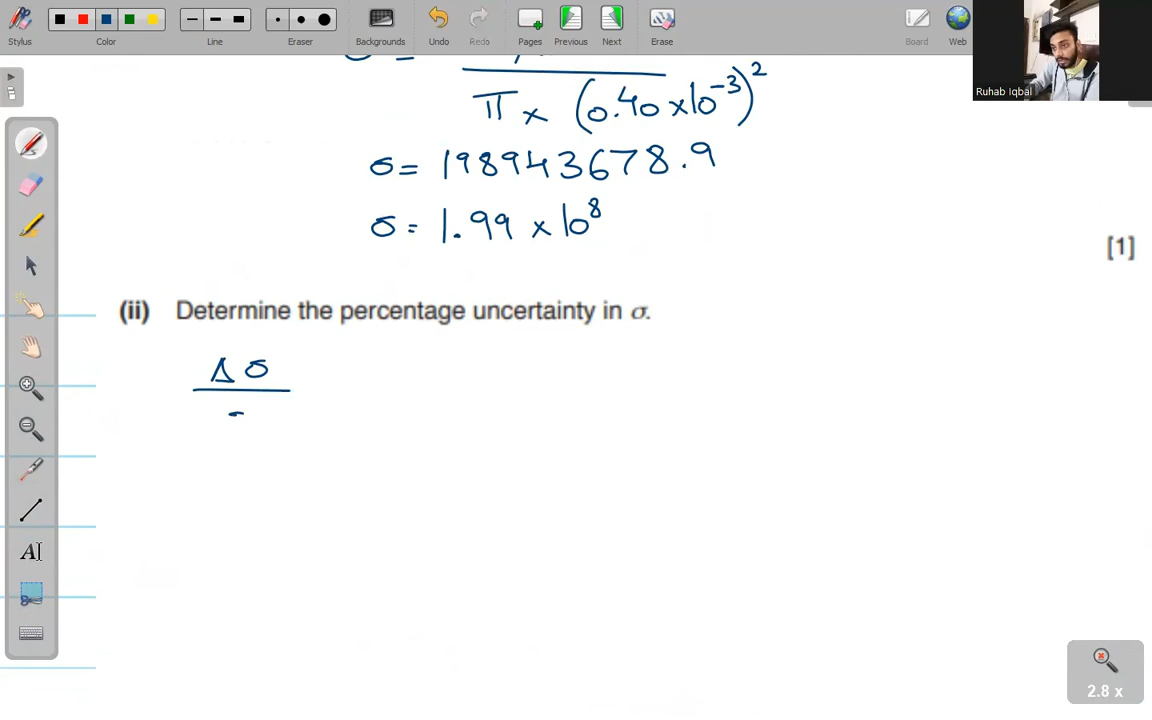 Stylus
Color
Line
Eraser
Backgrounds
Undo
Redo
Pages
Previous
Next
Erase
Board
Web
Ruhab Iqbal
π × (0.40 ×10⁻³)²
σ = 198943678.9
σ = 1.99 × 10⁸
[1]
(ii) Determine the percentage uncertainty in σ.
Δ σ
2.8 x